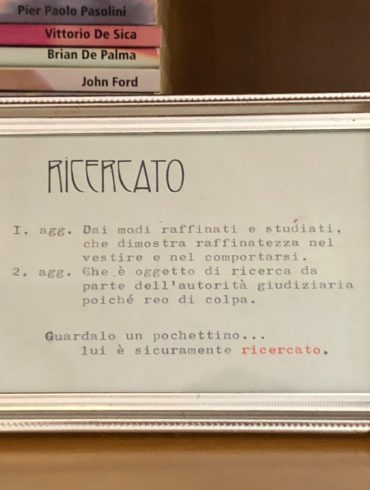 Pier Paolo Pasolini
Vittorio De Sica
Brian De Palma
John Ford
RICERCATO
I. agg. Dai modi raffinati e studiati,
che dimostra raffinatezza nel
vestire e nel comportarsi.
2. agg. Che è oggetto di ricerca da
parte dell'autorità giudiziaria
poiché reo di colpa.
Guardalo un pochettino...
lui è sicuramente ricercato.